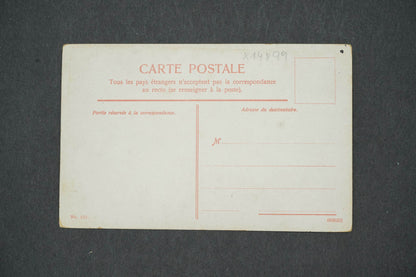 X14899
CARTE POSTALE
Tous les pays étrangers n'acceptent pas la correspondance
au recto (se renseigner à la poste).
Partie réservée à la correspondance.
Adresse du destinataire.
M